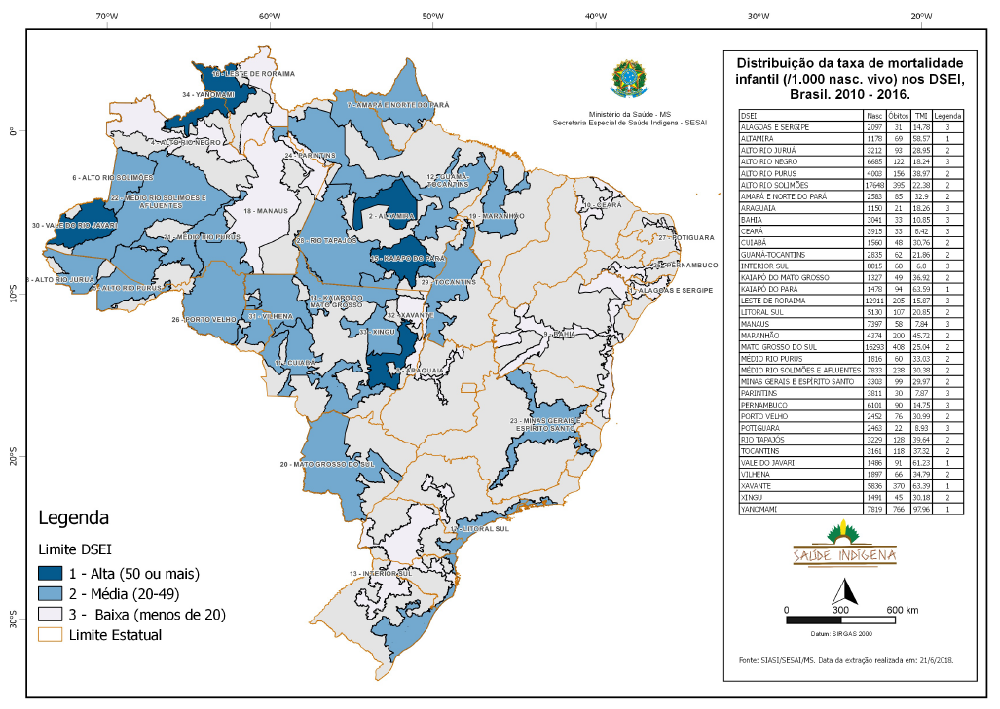 70°W 60°W 50°W 40°W 30°W 20°W
0°
10°S
20°S
30°S
16 - LESTE DE RORAIMA
34 - YANOMAMI
7 - AMAPÁ E NORTE DO PARÁ
4 - ALTO RIO NEGRO
24 - PARINTINS
6 - ALTO RIO SOLIMÕES
12 - GUAMÁ-
TOCANTINS
22 - MÉDIO RIO SOLIMÕES E
AFLUENTES
10 - CEARÁ
18 - MANAUS
2 - ALTAMIRA
19 - MARANHÃO
30 - VALE DO RIO JAVARI
21 - MÉDIO RIO PURUS
28 - RIO TAPAJÓS
27 - POTIGUARA
15 - KAIAPÓ DO PARÁ
25 - PERNAMBUCO
3 - ALTO RIO JURUÁ
5 - ALTO RIO PURUS
29 - TOCANTINS
1 - ALAGOAS E SERGIPE
14 - KAIAPÓ DO
MATO GROSSO
26 - PORTO VELHO
31 - VILHENA
32 - XAVANTE
33 - XINGU
9 - BAHIA
11 - CUIABÁ
8 - ARAGUAIA
23 - MINAS GERAIS E
ESPÍRITO SANTO
20 - MATO GROSSO DO SUL
17 - LITORAL SUL
13 - INTERIOR SUL
Ministério da Saúde - MS
Secretaria Especial de Saúde Indígena - SESAI
Legenda
Limite DSEI
1 - Alta (50 ou mais)
2 - Média (20-49)
3 - Baixa (menos de 20)
Limite Estatual
Distribuição da taxa de mortalidade
infantil (/1.000 nasc. vivo) nos DSEI,
Brasil. 2010 - 2016.
DSEI Nasc Óbitos TMI Legenda
ALAGOAS E SERGIPE 2097 31 14,78 3
ALTAMIRA 1178 69 58,57 1
ALTO RIO JURUÁ 3212 93 28,95 2
ALTO RIO NEGRO 6685 122 18,24 3
ALTO RIO PURUS 4003 156 38,97 2
ALTO RIO SOLIMÕES 17648 395 22,38 2
AMAPÁ E NORTE DO PARÁ 2583 85 32,9 2
ARAGUAIA 1150 21 18,26 3
BAHIA 3041 33 10,85 3
CEARÁ 3915 33 8,42 3
CUIABÁ 1560 48 30,76 2
GUAMÁ-TOCANTINS 2835 62 21,86 2
INTERIOR SUL 8815 60 6,8 3
KAIAPÓ DO MATO GROSSO 1327 49 36,92 2
KAIAPÓ DO PARÁ 1478 94 63,59 1
LESTE DE RORAIMA 12911 205 15,87 3
LITORAL SUL 5130 107 20,85 2
MANAUS 7397 58 7,84 3
MARANHÃO 4374 200 45,72 2
MATO GROSSO DO SUL 16293 408 25,04 2
MÉDIO RIO PURUS 1816 60 33,03 2
MÉDIO RIO SOLIMÕES E AFLUENTES 7833 238 30,38 2
MINAS GERAIS E ESPÍRITO SANTO 3303 99 29,97 2
PARINTINS 3811 30 7,87 3
PERNAMBUCO 6101 90 14,75 3
PORTO VELHO 2452 76 30,99 2
POTIGUARA 2463 22 8,93 3
RIO TAPAJÓS 3229 128 39,64 2
TOCANTINS 3161 118 37,32 2
VALE DO JAVARI 1486 91 61,23 1
VILHENA 1897 66 34,79 2
XAVANTE 5836 370 63,39 1
XINGU 1491 45 30,18 2
YANOMAMI 7819 766 97,96 1
SAÚDE INDÍGENA
0 300 600 km
Datum: SIRGAS 2000
Fonte: SIASI/SESAI/MS. Data da extração realizada em: 21/6/2018.